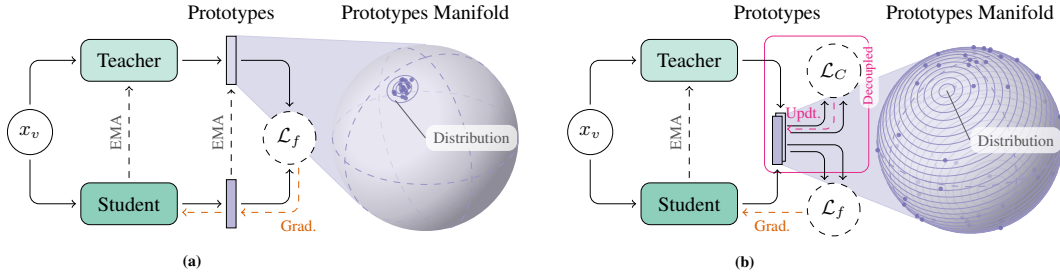 Prototypes Prototypes Manifold
Teacher
x_v
EMA
EMA
ℒ_f
Distribution
Student
Grad.
(a)
Prototypes Prototypes Manifold
Teacher
ℒ_C
Decoupled
Updt.
x_v
EMA
Distribution
Student
ℒ_f
Grad.
(b)